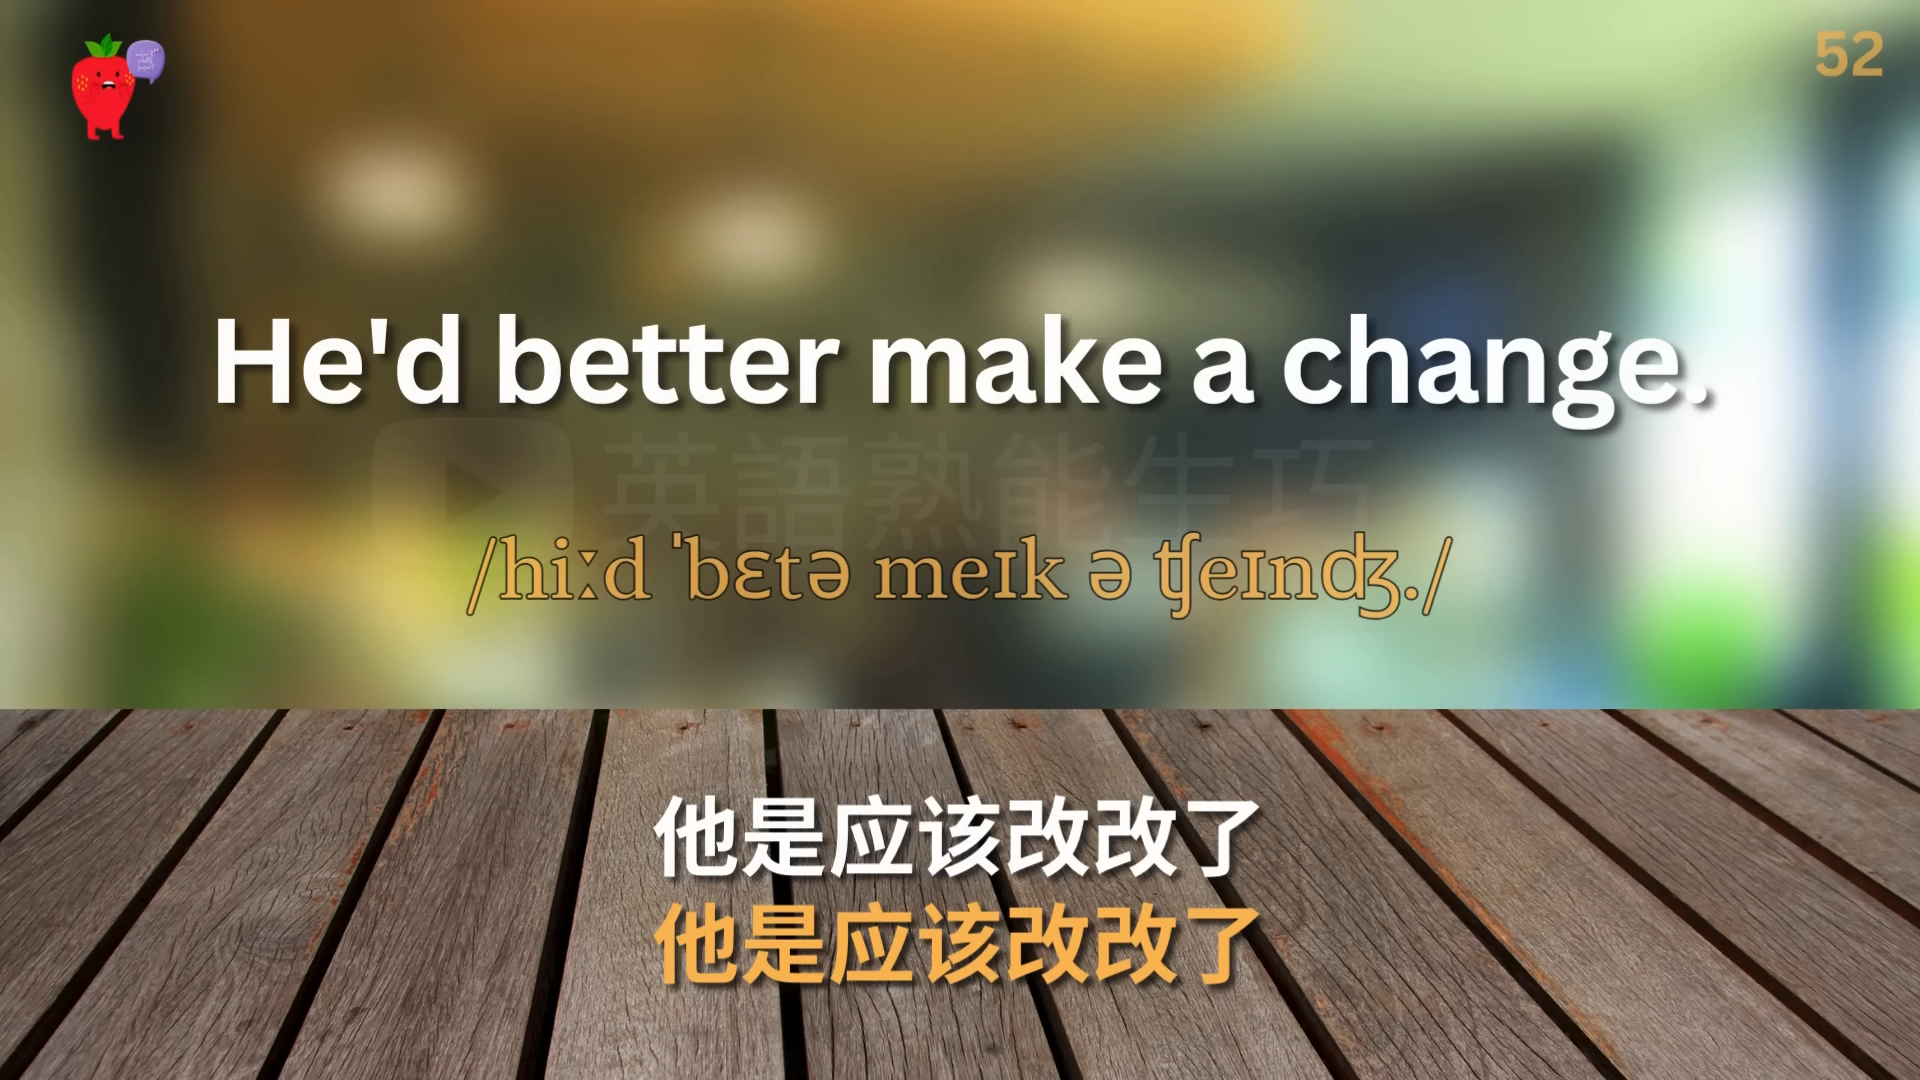 52
He'd better make a change.
英語熟能生巧
/hiːd ˈbɛtə meɪk ə ʧeɪnʤ./
他是应该改改了
他是应该改改了